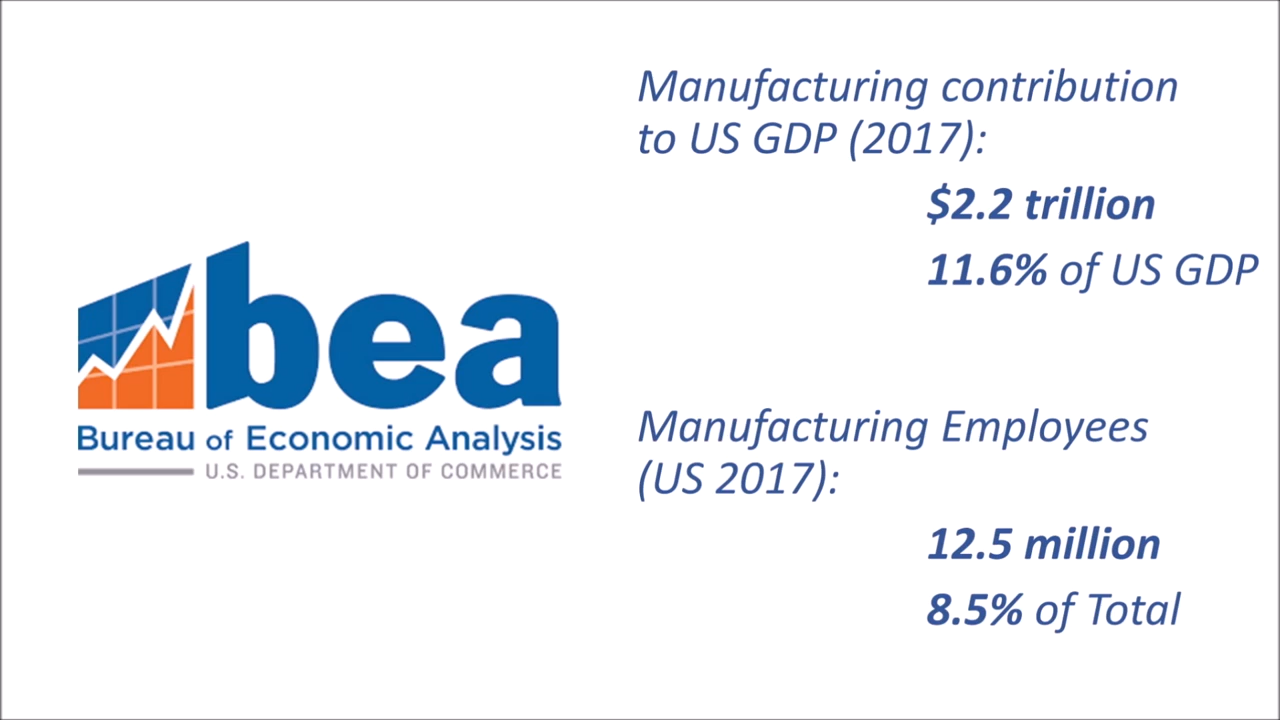 bea
Bureau of Economic Analysis
U.S. DEPARTMENT OF COMMERCE
Manufacturing contribution
to US GDP (2017):
$2.2 trillion
11.6% of US GDP
Manufacturing Employees
(US 2017):
12.5 million
8.5% of Total